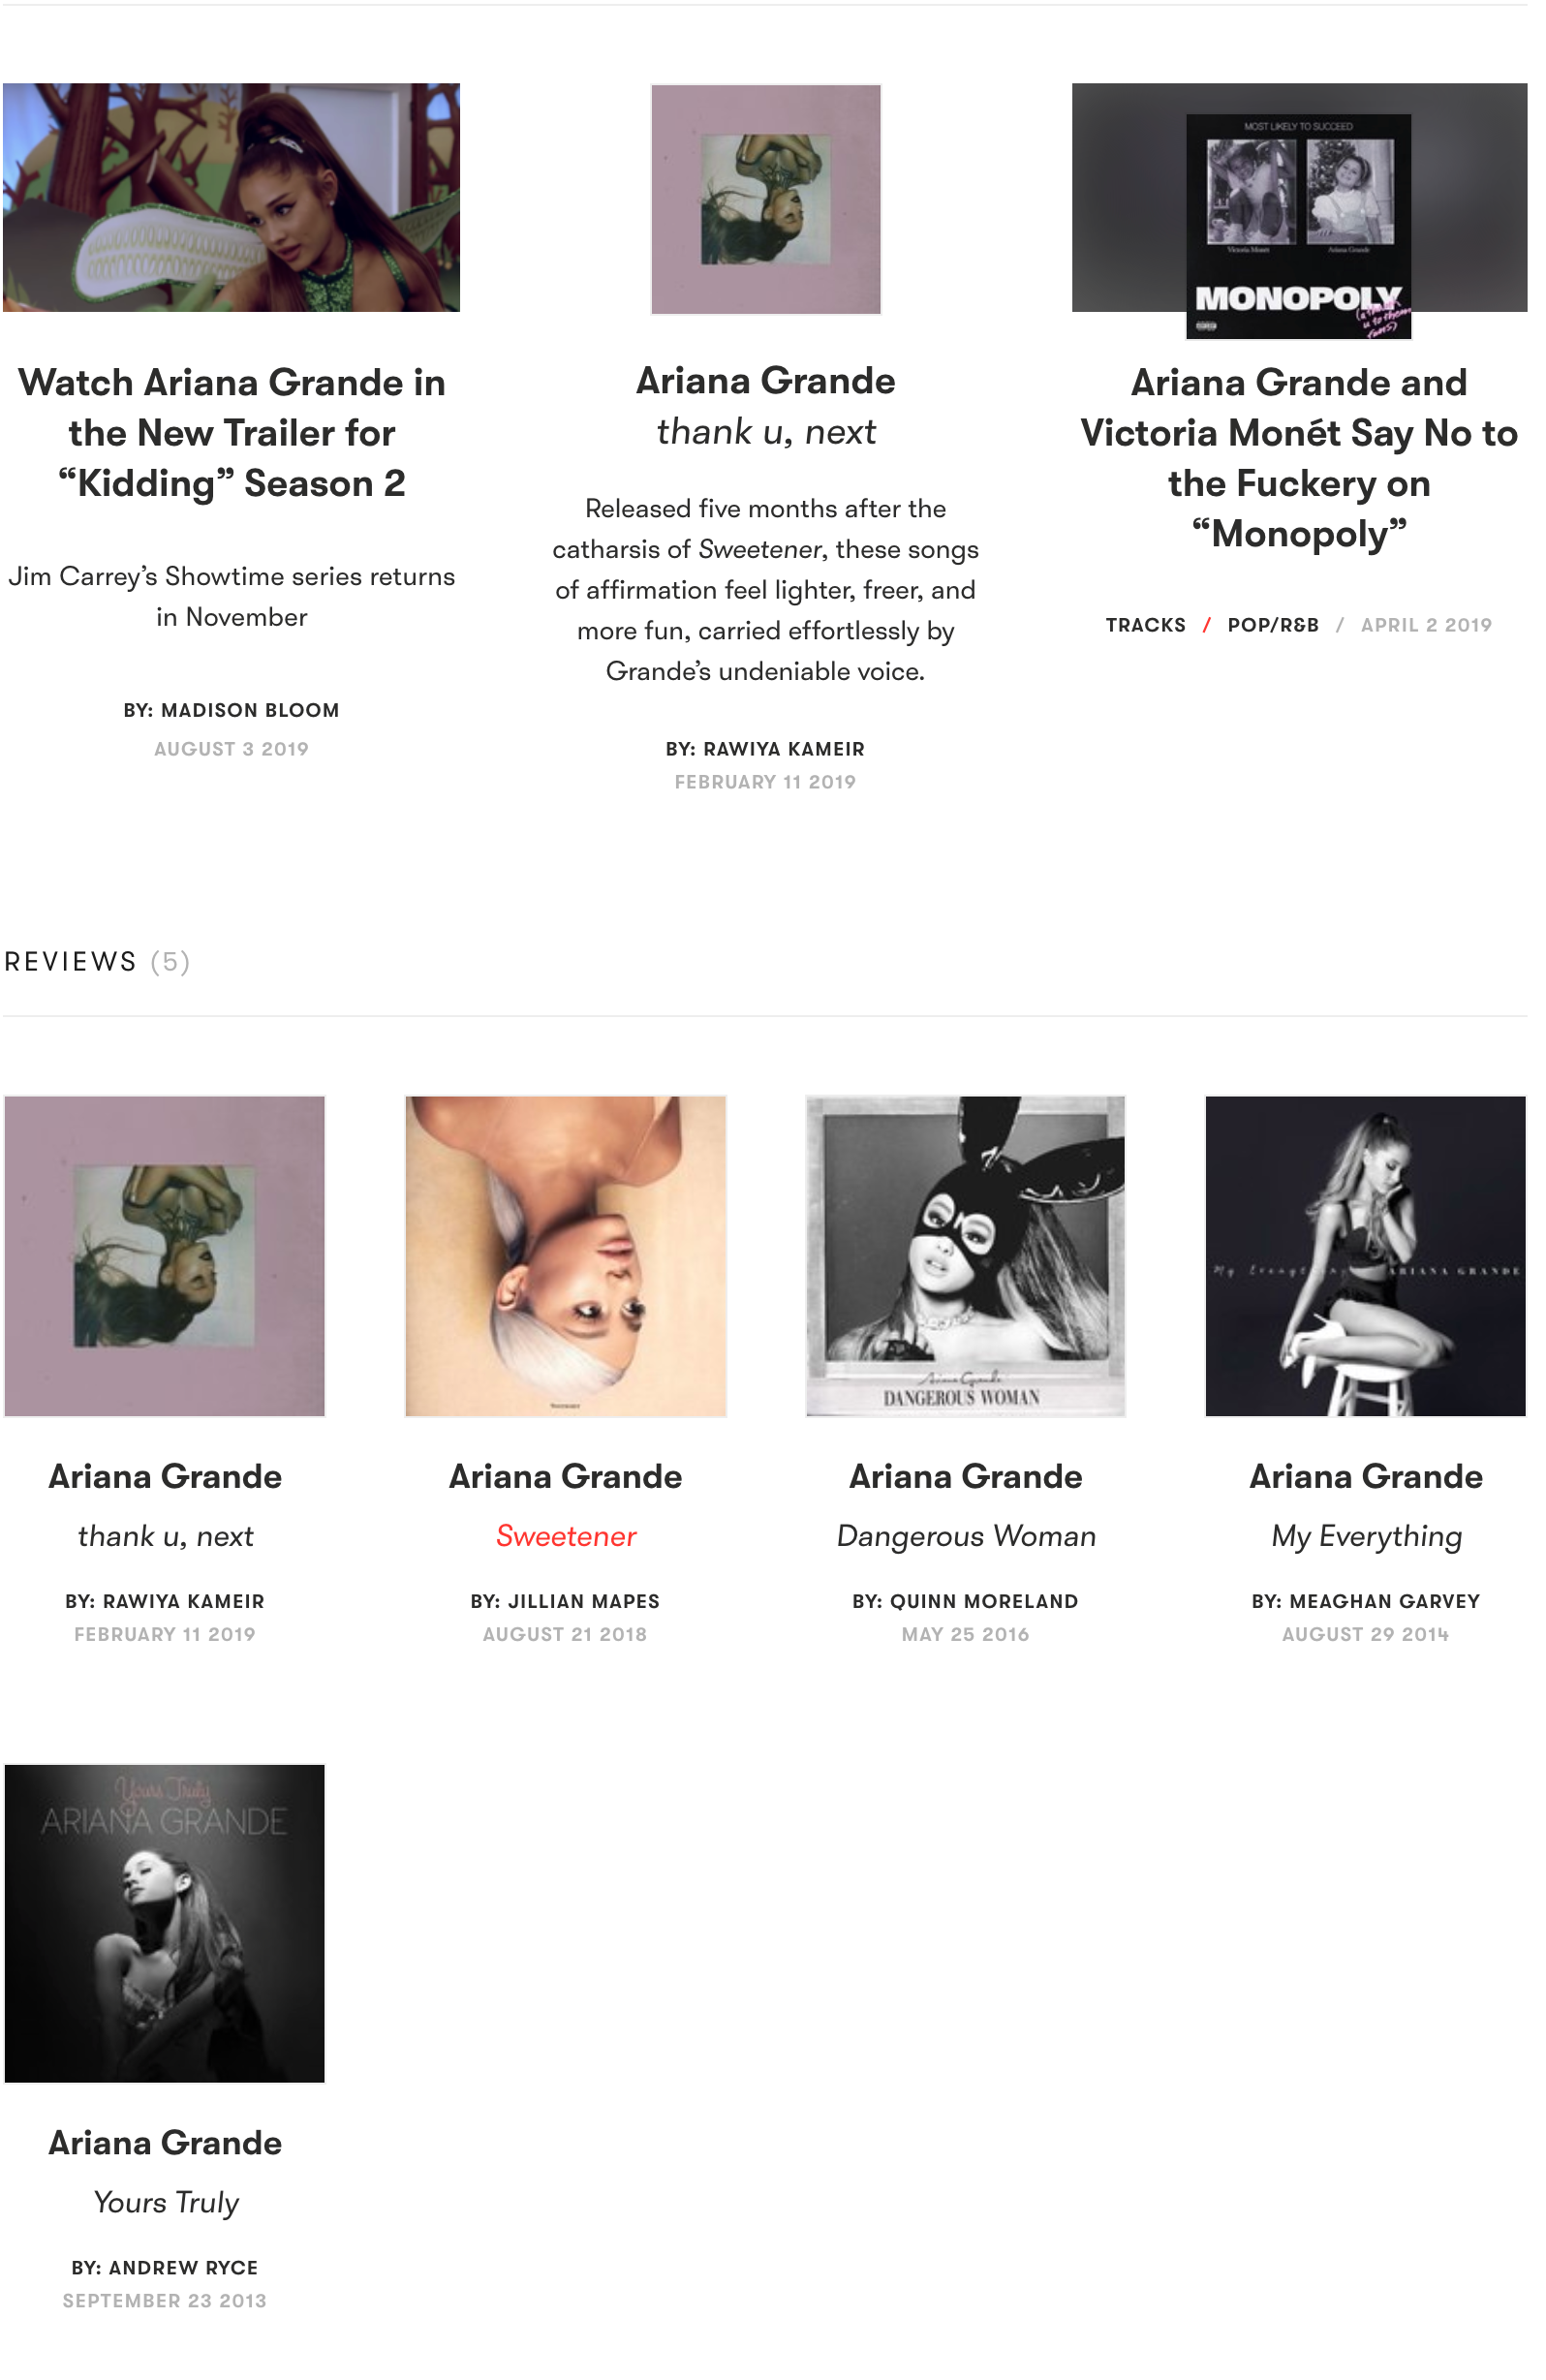 MOST LIKELY TO SUCCEED
Victoria Monét
Ariana Grande
MONOPOLY
Watch Ariana Grande in
the New Trailer for
“Kidding” Season 2
Jim Carrey’s Showtime series returns
in November
BY: MADISON BLOOM
AUGUST 3 2019
Ariana Grande
thank u, next
Released five months after the
catharsis of Sweetener, these songs
of affirmation feel lighter, freer, and
more fun, carried effortlessly by
Grande’s undeniable voice.
BY: RAWIYA KAMEIR
FEBRUARY 11 2019
Ariana Grande and
Victoria Monét Say No to
the Fuckery on
“Monopoly”
TRACKS / POP/R&B / APRIL 2 2019
REVIEWS (5)
Ariana Grande
DANGEROUS WOMAN
My Everything ARIANA GRANDE
Ariana Grande
thank u, next
BY: RAWIYA KAMEIR
FEBRUARY 11 2019
Ariana Grande
Sweetener
BY: JILLIAN MAPES
AUGUST 21 2018
Ariana Grande
Dangerous Woman
BY: QUINN MORELAND
MAY 25 2016
Ariana Grande
My Everything
BY: MEAGHAN GARVEY
AUGUST 29 2014
Yours Truly
ARIANA GRANDE
Ariana Grande
Yours Truly
BY: ANDREW RYCE
SEPTEMBER 23 2013